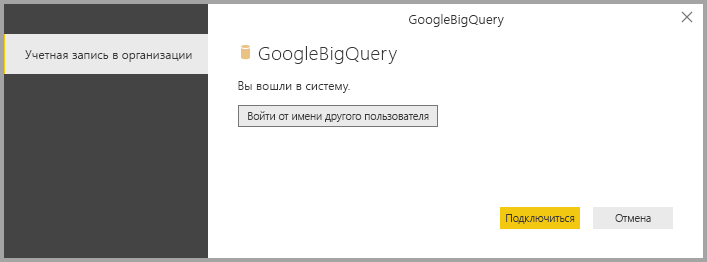 GoogleBigQuery
Учетная запись в организации
GoogleBigQuery
Вы вошли в систему.
Войти от имени другого пользователя
Подключиться
Отмена